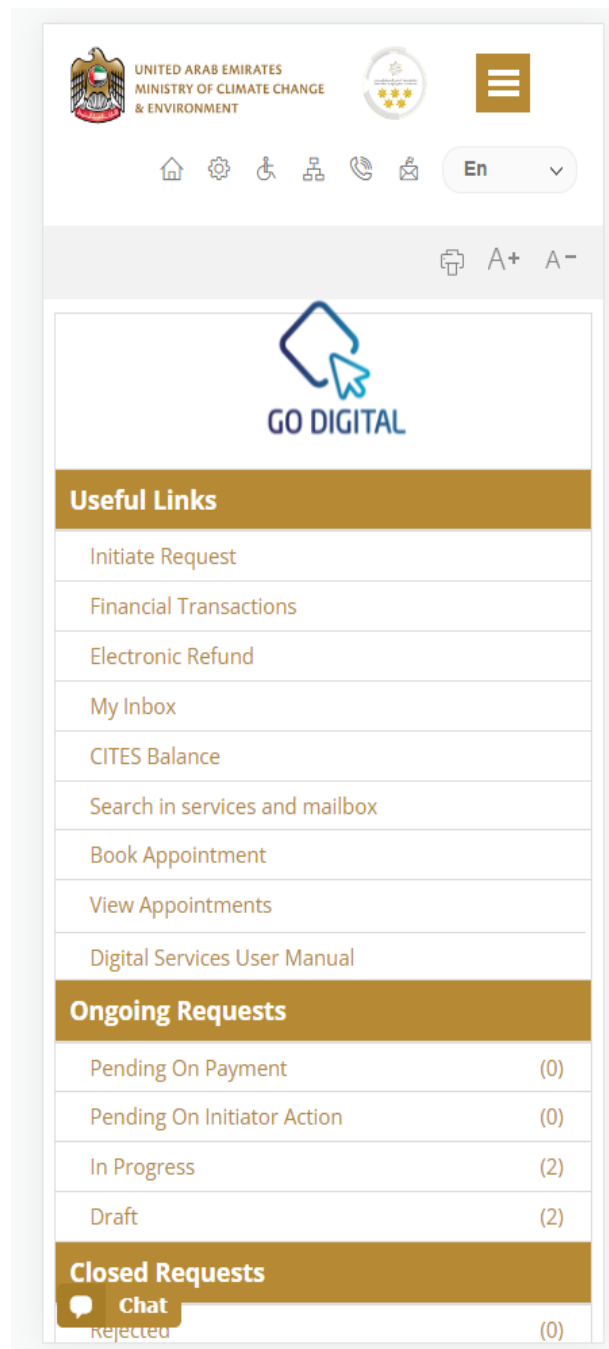 UNITED ARAB EMIRATES
MINISTRY OF CLIMATE CHANGE
& ENVIRONMENT
En
A+ A-
GO DIGITAL
Useful Links
Initiate Request
Financial Transactions
Electronic Refund
My Inbox
CITES Balance
Search in services and mailbox
Book Appointment
View Appointments
Digital Services User Manual
Ongoing Requests
Pending On Payment (0)
Pending On Initiator Action (0)
In Progress (2)
Draft (2)
Closed Requests
Chat
Rejected (0)